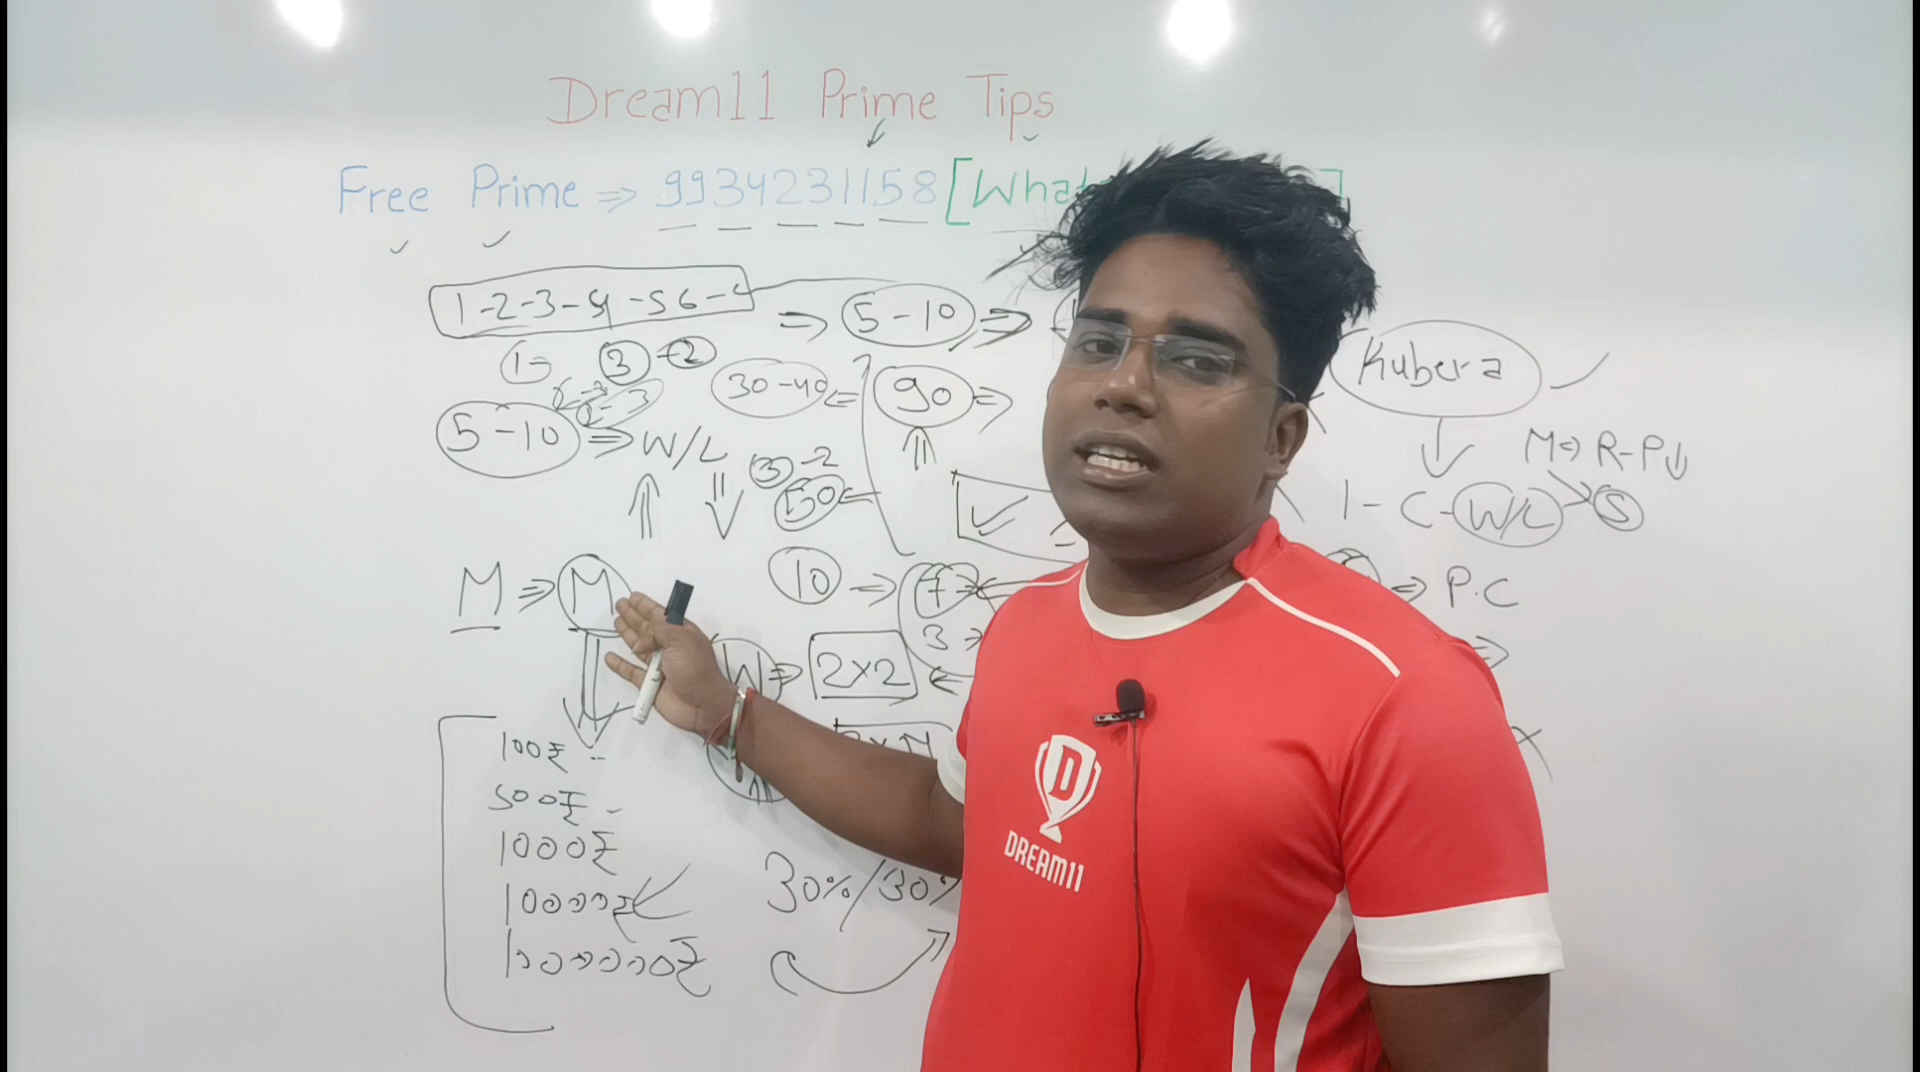 Dream11 Prime Tips
Free Prime ⇒ 9934231158 [What
1-2-3-4-5 6-
⇒ 5-10 ⇒
1= 3 -2
30-40 ⇐ 90 ⇒
Kubera
5-10 ⇒ W/L
3 -2
50 ←
M ⇒ R-P↓
1- C- W/L → S
M ⇒ M
10 ⇒ 7
3 →
⇒ P.C
W ⇒ 2x2 ⇐
100₹
500₹
1000₹
10000₹
1000000₹
30% / 30%
D
DREAM11